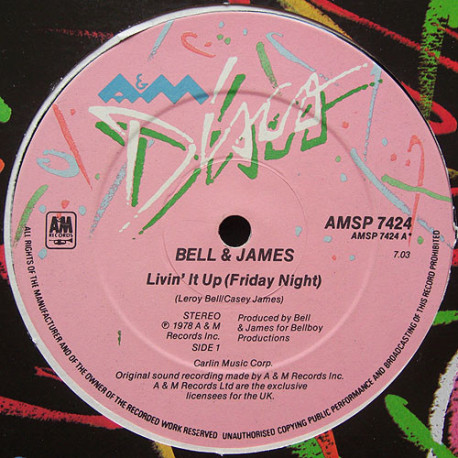 A&M
Disco
A&M
RECORDS
AMSP 7424
AMSP 7424 A
7.03
BELL & JAMES
Livin' It Up (Friday Night)
(Leroy Bell/Casey James)
STEREO
℗ 1978 A & M
Records Inc.
SIDE 1
Produced by Bell
& James for Bellboy
Productions
Carlin Music Corp.
Original sound recording made by A & M Records Inc.
A & M Records Ltd are the exclusive
licensees for the UK.
ALL RIGHTS OF THE MANUFACTURER AND OF THE OWNER OF THE RECORDED WORK RESERVED UNAUTHORISED COPYING PUBLIC PERFORMANCE AND BROADCASTING OF THIS RECORD PROHIBITED